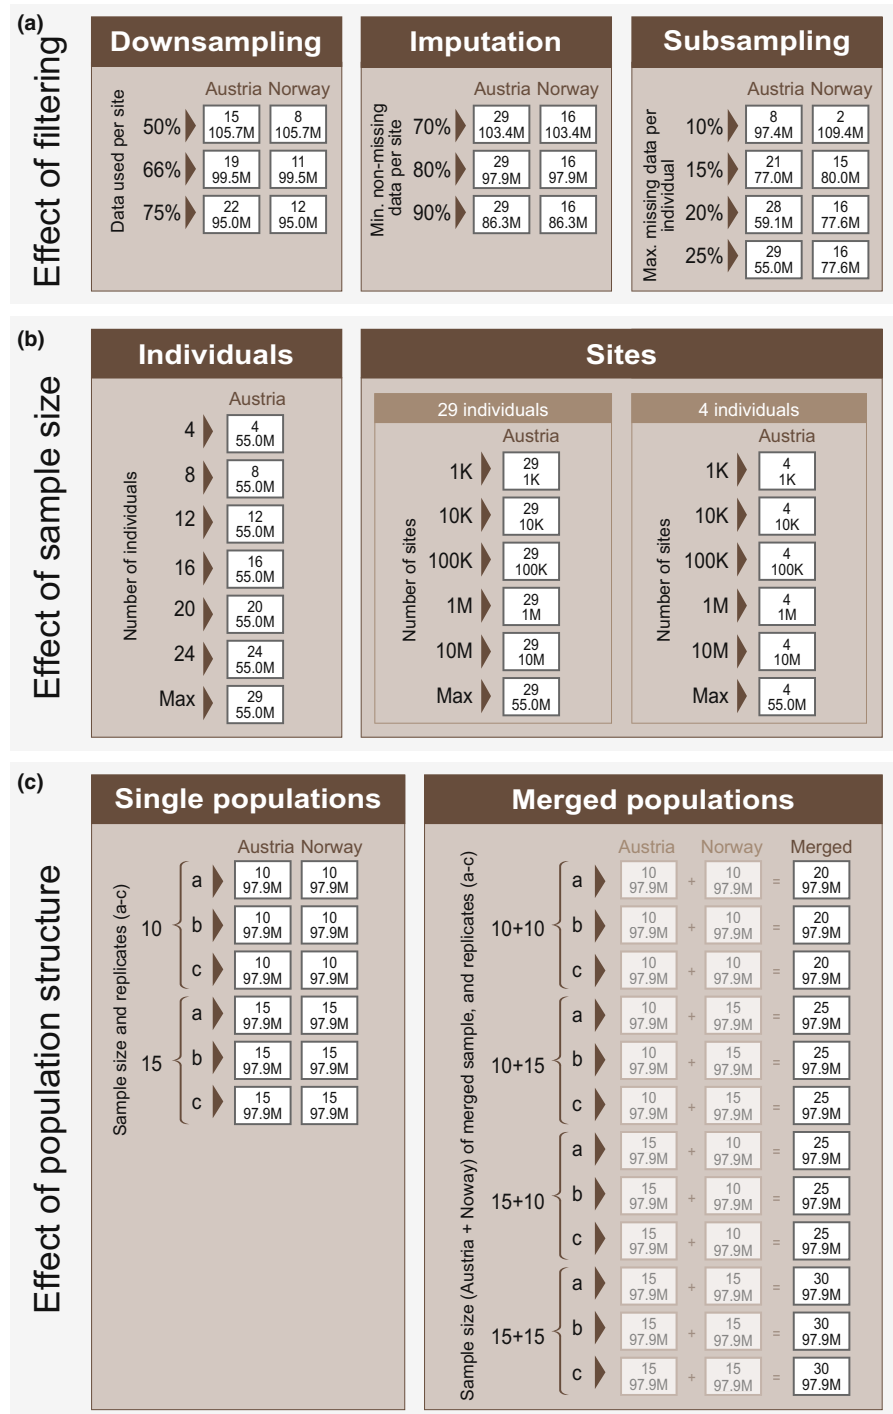 (a)
Effect of filtering
Downsampling
Austria Norway
Data used per site
50%
15 8
105.7M 105.7M
66%
19 11
99.5M 99.5M
75%
22 12
95.0M 95.0M
Imputation
Austria Norway
Min. non-missing
data per site
70%
29 16
103.4M 103.4M
80%
29 16
97.9M 97.9M
90%
29 16
86.3M 86.3M
Subsampling
Austria Norway
Max. missing data per
individual
10%
8 2
97.4M 109.4M
15%
21 15
77.0M 80.0M
20%
28 16
59.1M 77.6M
25%
29 16
55.0M 77.6M
(b)
Effect of sample size
Individuals
Austria
Number of individuals
4
4
55.0M
8
8
55.0M
12
12
55.0M
16
16
55.0M
20
20
55.0M
24
24
55.0M
Max
29
55.0M
Sites
29 individuals
Austria
Number of sites
1K
29
1K
10K
29
10K
100K
29
100K
1M
29
1M
10M
29
10M
Max
29
55.0M
4 individuals
Austria
Number of sites
1K
4
1K
10K
4
10K
100K
4
100K
1M
4
1M
10M
4
10M
Max
4
55.0M
(c)
Effect of population structure
Single populations
Austria Norway
Sample size and replicates (a-c)
10
a
10 10
97.9M 97.9M
b
10 10
97.9M 97.9M
c
10 10
97.9M 97.9M
15
a
15 15
97.9M 97.9M
b
15 15
97.9M 97.9M
c
15 15
97.9M 97.9M
Merged populations
Austria Norway Merged
Sample size (Austria + Noway) of merged sample, and replicates (a-c)
10+10
a
10 + 10 = 20
97.9M 97.9M 97.9M
b
10 + 10 = 20
97.9M 97.9M 97.9M
c
10 + 10 = 20
97.9M 97.9M 97.9M
10+15
a
10 + 15 = 25
97.9M 97.9M 97.9M
b
10 + 15 = 25
97.9M 97.9M 97.9M
c
10 + 15 = 25
97.9M 97.9M 97.9M
15+10
a
15 + 10 = 25
97.9M 97.9M 97.9M
b
15 + 10 = 25
97.9M 97.9M 97.9M
c
15 + 10 = 25
97.9M 97.9M 97.9M
15+15
a
15 + 15 = 30
97.9M 97.9M 97.9M
b
15 + 15 = 30
97.9M 97.9M 97.9M
c
15 + 15 = 30
97.9M 97.9M 97.9M